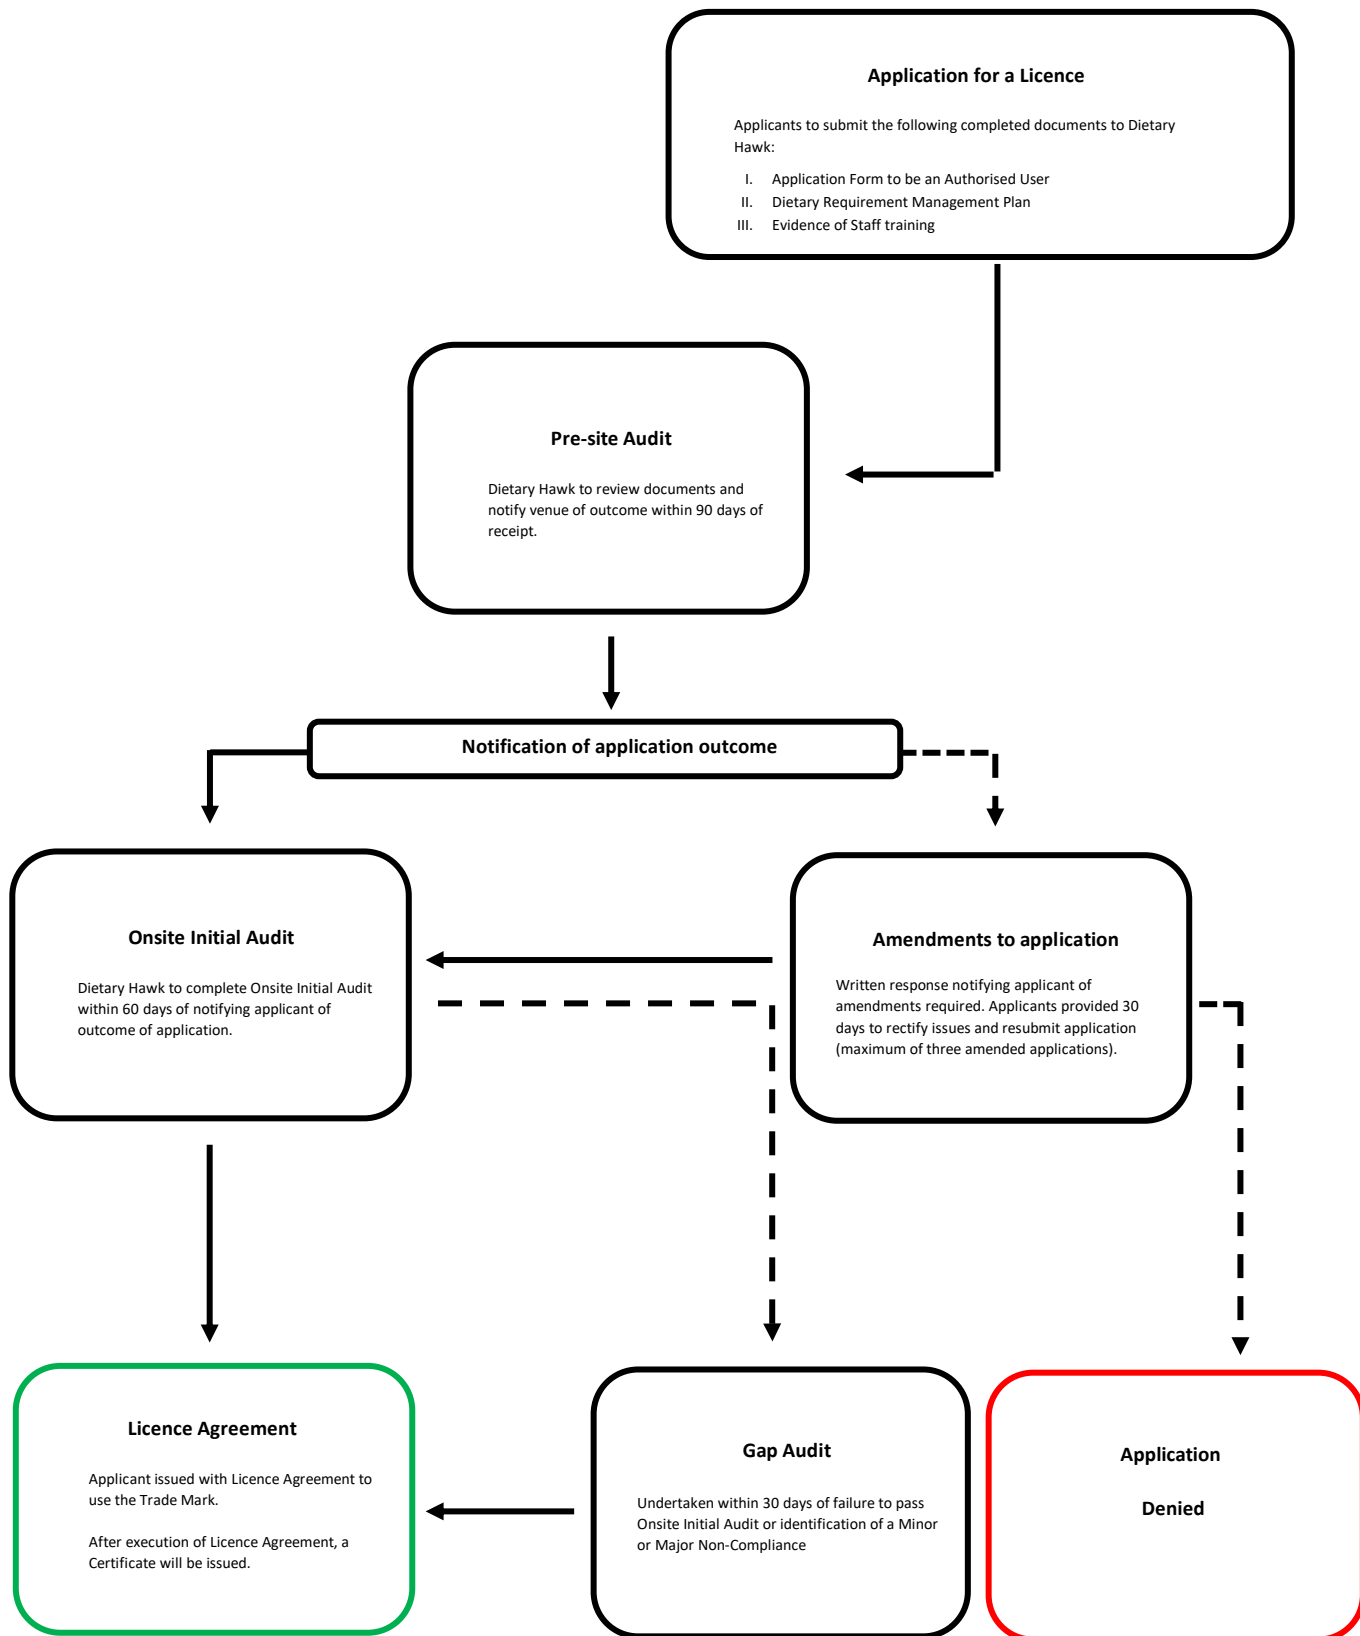 Application for a Licence
Applicants to submit the following completed documents to Dietary
Hawk:
I. Application Form to be an Authorised User
II. Dietary Requirement Management Plan
III. Evidence of Staff training
Pre-site Audit
Dietary Hawk to review documents and
notify venue of outcome within 90 days of
receipt.
Notification of application outcome
Onsite Initial Audit
Dietary Hawk to complete Onsite Initial Audit
within 60 days of notifying applicant of
outcome of application.
Amendments to application
Written response notifying applicant of
amendments required. Applicants provided 30
days to rectify issues and resubmit application
(maximum of three amended applications).
Licence Agreement
Applicant issued with Licence Agreement to
use the Trade Mark.
After execution of Licence Agreement, a
Certificate will be issued.
Gap Audit
Undertaken within 30 days of failure to pass
Onsite Initial Audit or identification of a Minor
or Major Non-Compliance
Application
Denied